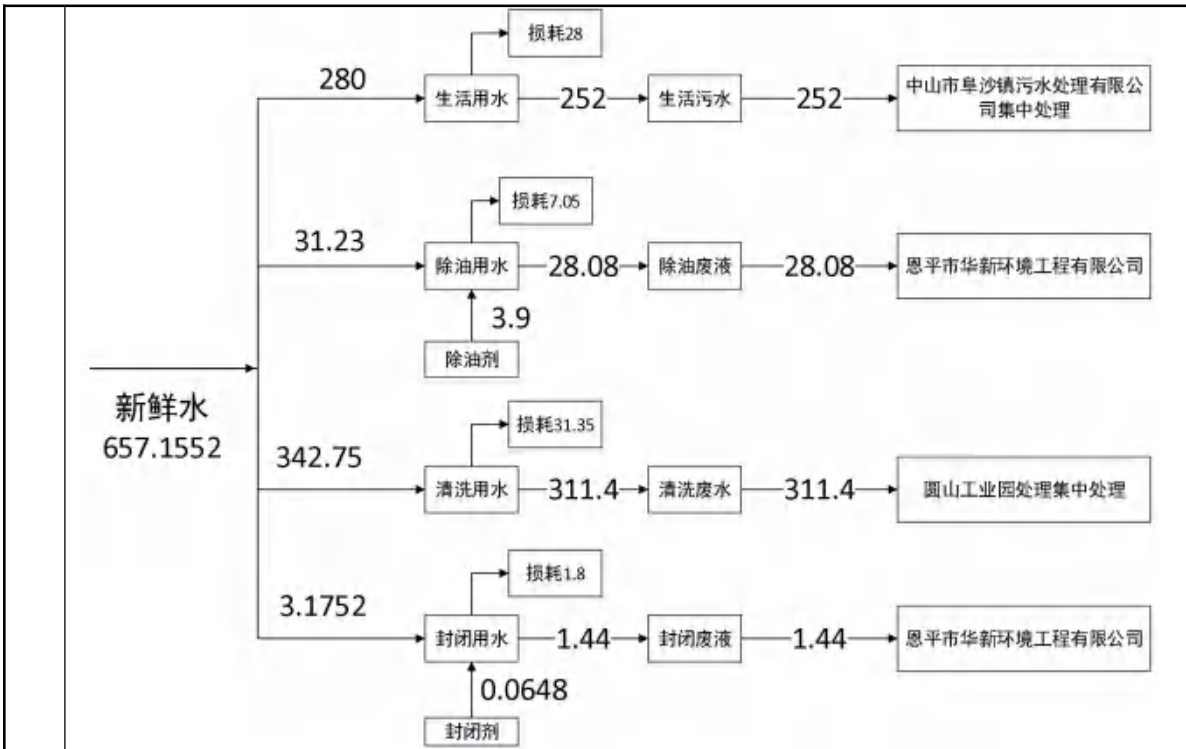 损耗28
280
生活用水
252
生活污水
252
中山市阜沙镇污水处理有限公
司集中处理
损耗7.05
31.23
除油用水
28.08
除油废液
28.08
恩平市华新环境工程有限公司
3.9
除油剂
新鲜水
657.1552
损耗31.35
342.75
清洗用水
311.4
清洗废水
311.4
圆山工业园处理集中处理
损耗1.8
3.1752
封闭用水
1.44
封闭废液
1.44
恩平市华新环境工程有限公司
0.0648
封闭剂